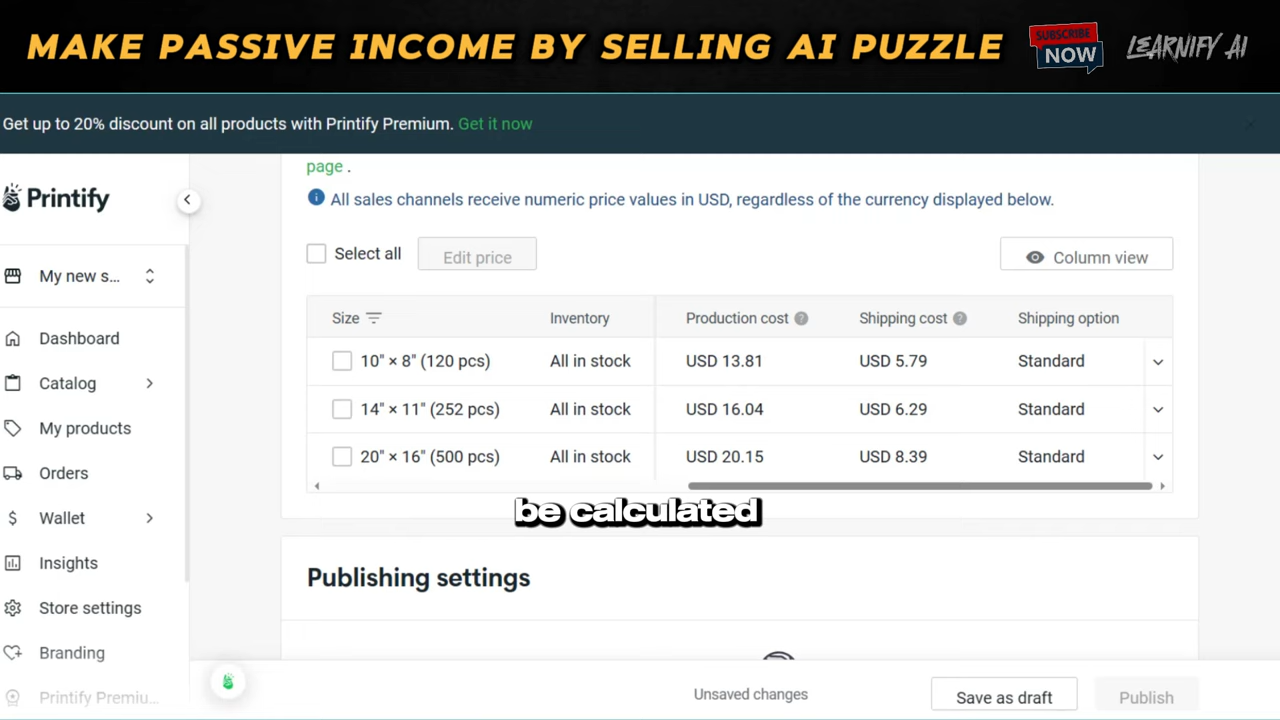 MAKE PASSIVE INCOME BY SELLING AI PUZZLE
SUBSCRIBE
NOW
LEARNIFY AI
Get up to 20% discount on all products with Printify Premium. Get it now
Printify
page .
All sales channels receive numeric price values in USD, regardless of the currency displayed below.
Select all
Edit price
Column view
My new s...
Size Inventory Production cost Shipping cost Shipping option
Dashboard
10" × 8" (120 pcs) All in stock USD 13.81 USD 5.79 Standard
Catalog
14" × 11" (252 pcs) All in stock USD 16.04 USD 6.29 Standard
My products
20" × 16" (500 pcs) All in stock USD 20.15 USD 8.39 Standard
Orders
be calculated
Wallet
Insights
Publishing settings
Store settings
Branding
Printify Premiu...
Unsaved changes
Save as draft
Publish